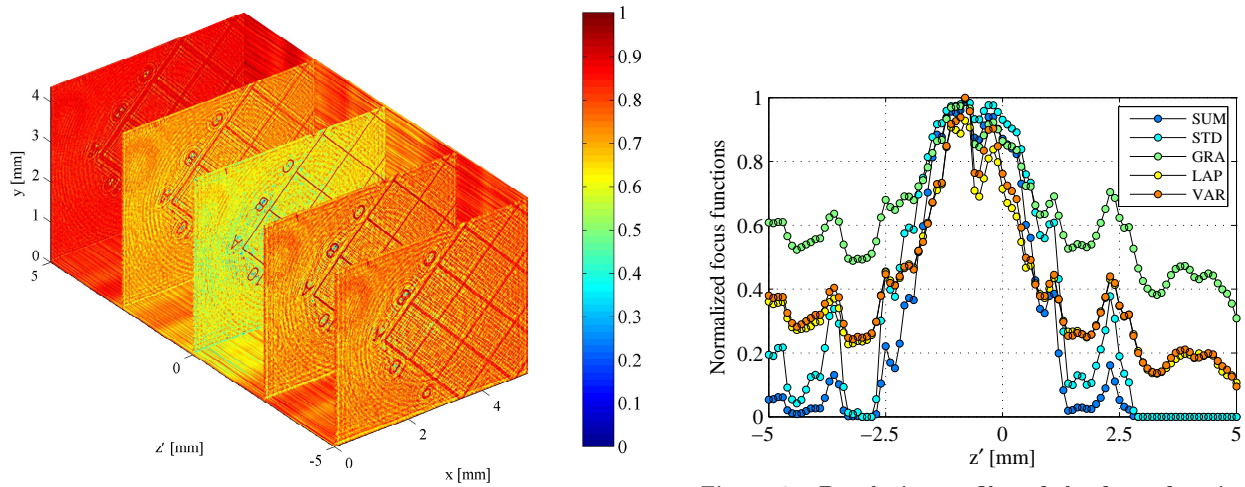 1
0.9
0.8
0.7
0.6
0.5
0.4
0.3
0.2
0.1
0
4
3
2
1
0
y [mm]
5
0
-5
z' [mm]
0
2
4
x [mm]
A
B
C
10
1
0.8
0.6
0.4
0.2
0
Normalized focus functions
SUM
STD
GRA
LAP
VAR
−5
−2.5
0
2.5
5
z′ [mm]